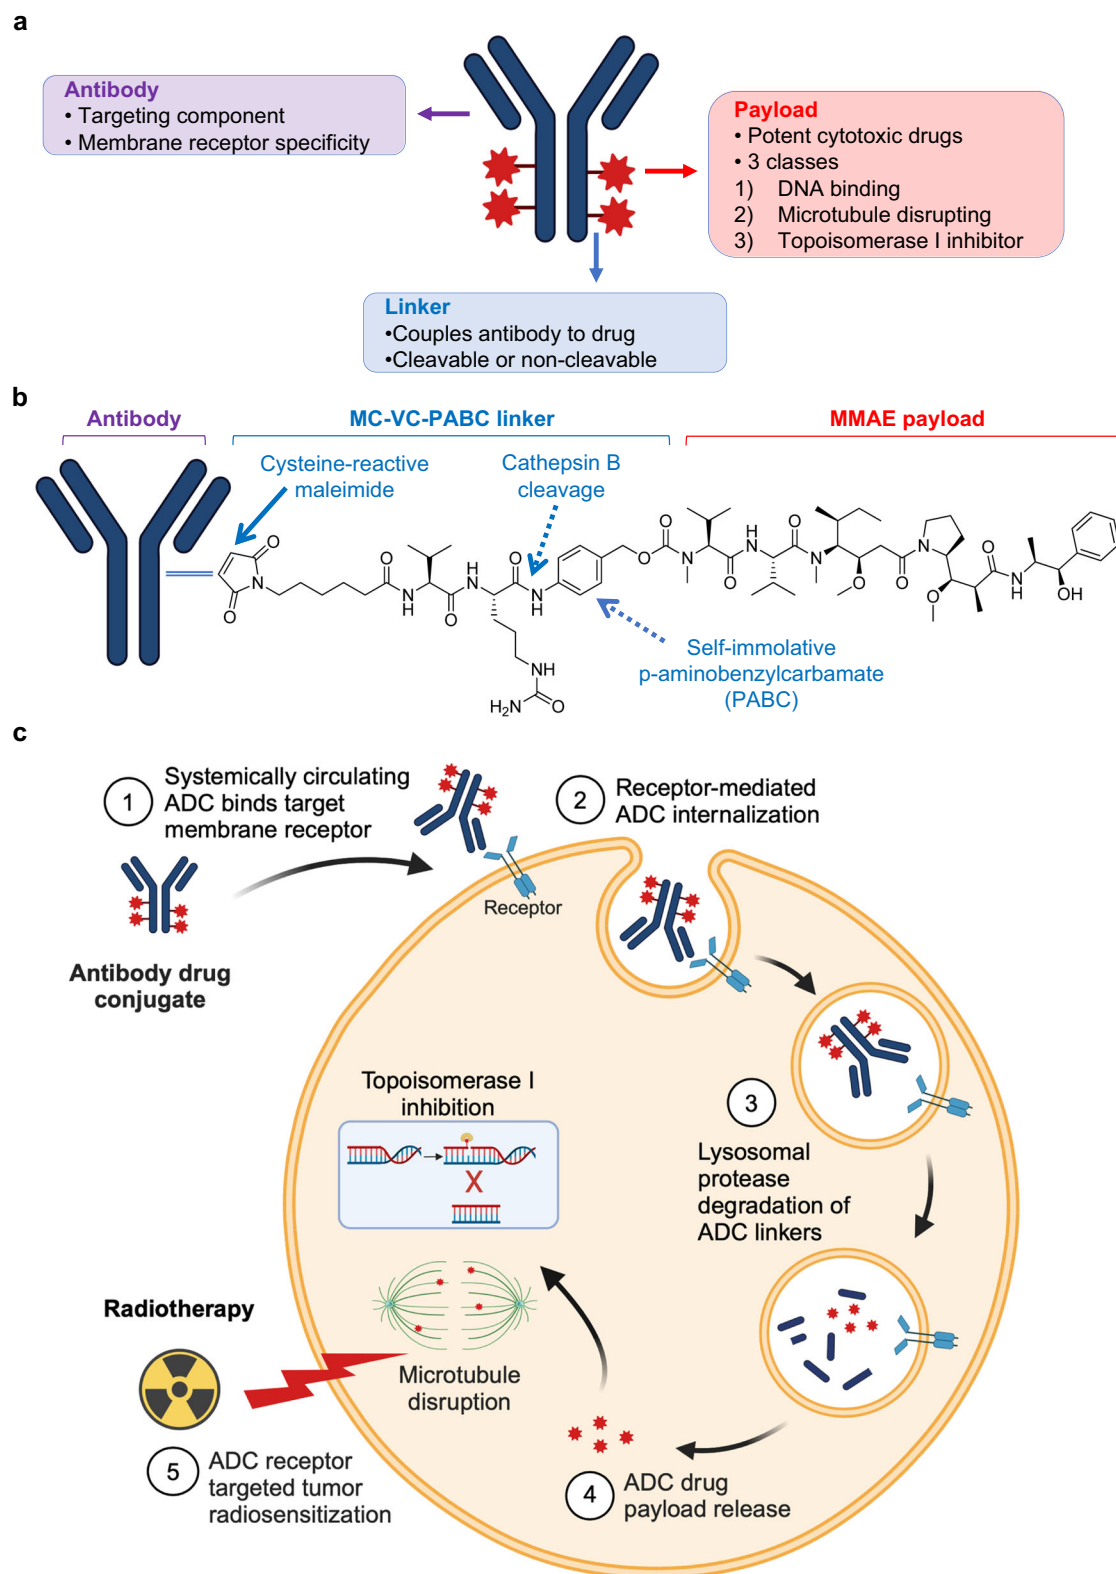 a
Antibody
• Targeting component
• Membrane receptor specificity
Payload
• Potent cytotoxic drugs
• 3 classes
1) DNA binding
2) Microtubule disrupting
3) Topoisomerase I inhibitor
Linker
•Couples antibody to drug
•Cleavable or non-cleavable
b
Antibody
MC-VC-PABC linker
MMAE payload
Cysteine-reactive
maleimide
Cathepsin B
cleavage
O
O
N
O
N
H
O
H
N
O
N
H
O
O
N
O
H
N
O
N
O
O
N
O
O
N
H
OH
NH
H₂N
O
Self-immolative
p-aminobenzylcarbamate
(PABC)
c
1
Systemically circulating
ADC binds target
membrane receptor
2
Receptor-mediated
ADC internalization
Receptor
Antibody drug
conjugate
3
Lysosomal
protease
degradation of
ADC linkers
Topoisomerase I
inhibition
X
Microtubule
disruption
Radiotherapy
4
ADC drug
payload release
5
ADC receptor
targeted tumor
radiosensitization